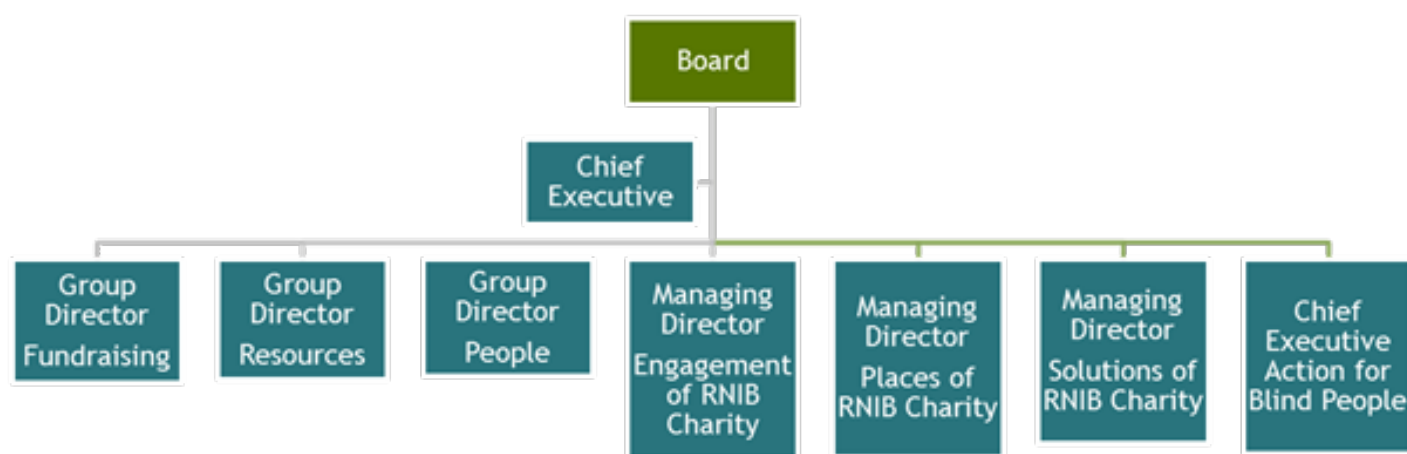 Board
Chief
Executive
Group
Director
Fundraising
Group
Director
Resources
Group
Director
People
Managing
Director
Engagement
of RNIB
Charity
Managing
Director
Places of
RNIB Charity
Managing
Director
Solutions of
RNIB Charity
Chief
Executive
Action for
Blind People